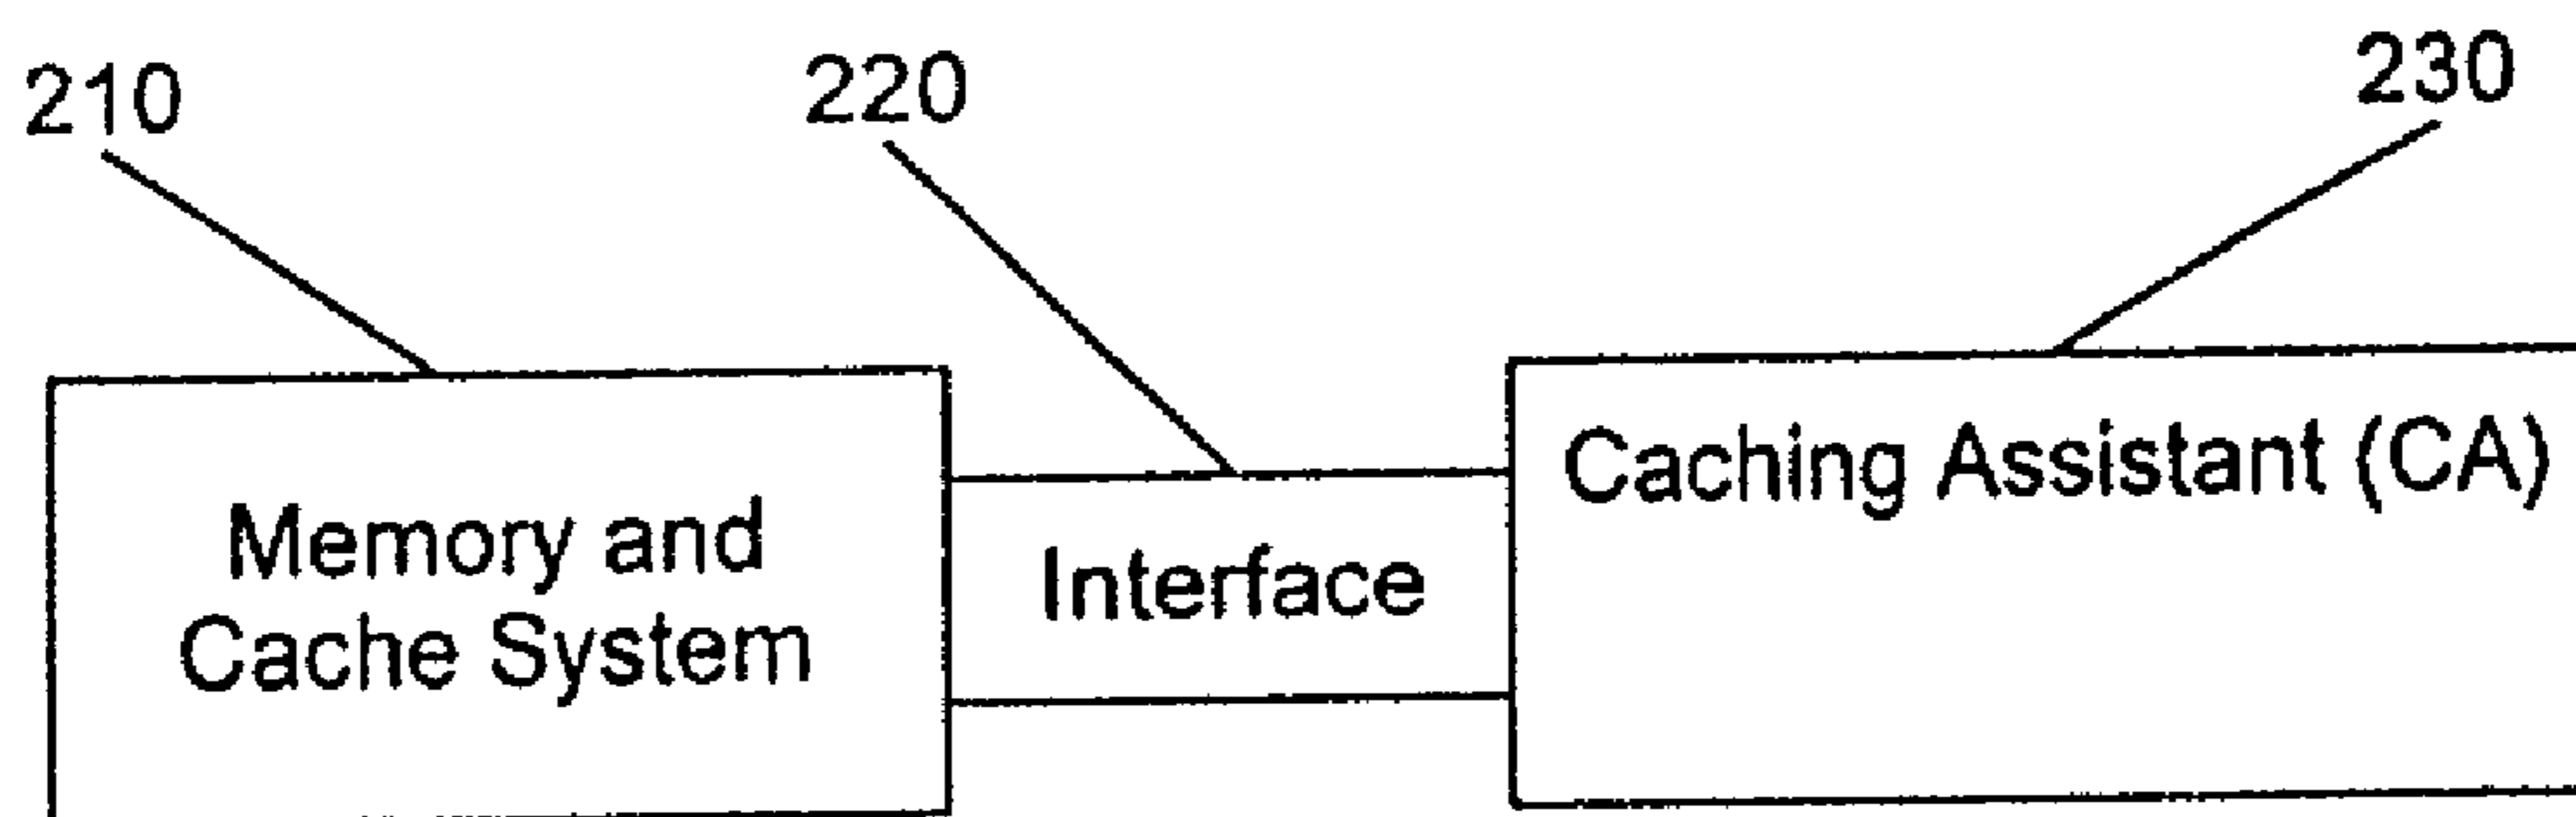 210
220
230
Memory and
Cache System
Interface
Caching Assistant (CA)